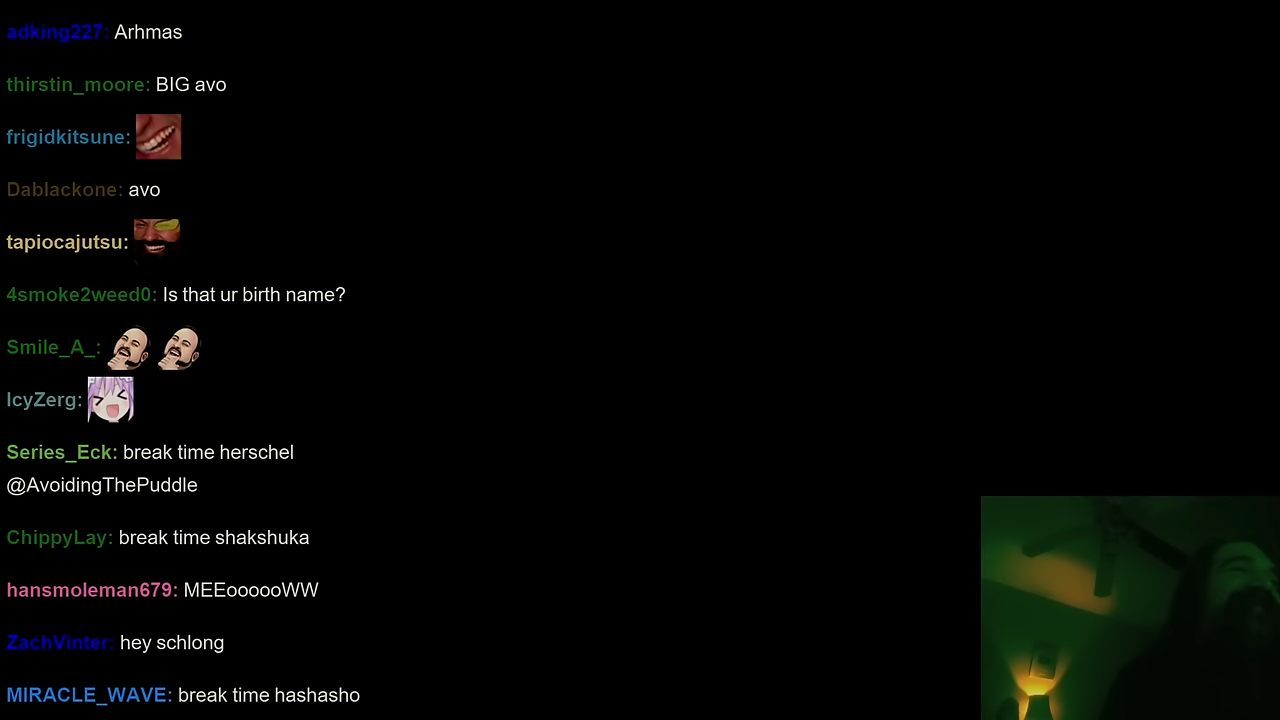 adking227: Arhmas
thirstin_moore: BIG avo
frigidkitsune:
Dablackone: avo
tapiocajutsu:
4smoke2weed0: Is that ur birth name?
Smile_A_:
IcyZerg:
Series_Eck: break time herschel
@AvoidingThePuddle
ChippyLay: break time shakshuka
hansmoleman679: MEEoooooWW
ZachVinter: hey schlong
MIRACLE_WAVE: break time hashasho